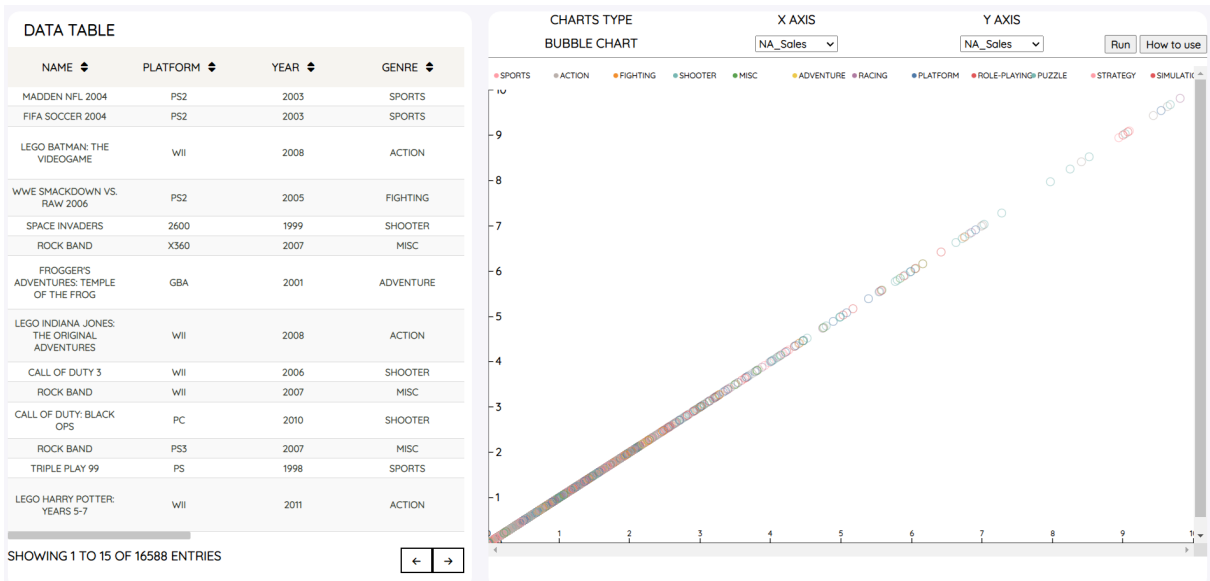 DATA TABLE
NAME PLATFORM YEAR GENRE
MADDEN NFL 2004 PS2 2003 SPORTS
FIFA SOCCER 2004 PS2 2003 SPORTS
LEGO BATMAN: THE
VIDEOGAME WII 2008 ACTION
WWE SMACKDOWN VS.
RAW 2006 PS2 2005 FIGHTING
SPACE INVADERS 2600 1999 SHOOTER
ROCK BAND X360 2007 MISC
FROGGER'S
ADVENTURES: TEMPLE
OF THE FROG GBA 2001 ADVENTURE
LEGO INDIANA JONES:
THE ORIGINAL
ADVENTURES WII 2008 ACTION
CALL OF DUTY 3 WII 2006 SHOOTER
ROCK BAND WII 2007 MISC
CALL OF DUTY: BLACK
OPS PC 2010 SHOOTER
ROCK BAND PS3 2007 MISC
TRIPLE PLAY 99 PS 1998 SPORTS
LEGO HARRY POTTER:
YEARS 5-7 WII 2011 ACTION
SHOWING 1 TO 15 OF 16588 ENTRIES
← →
CHARTS TYPE X AXIS Y AXIS
BUBBLE CHART NA_Sales NA_Sales Run How to use
SPORTS ACTION FIGHTING SHOOTER MISC ADVENTURE RACING PLATFORM ROLE-PLAYING PUZZLE STRATEGY SIMULATIO
10
9
8
7
6
5
4
3
2
1
1 2 3 4 5 6 7 8 9